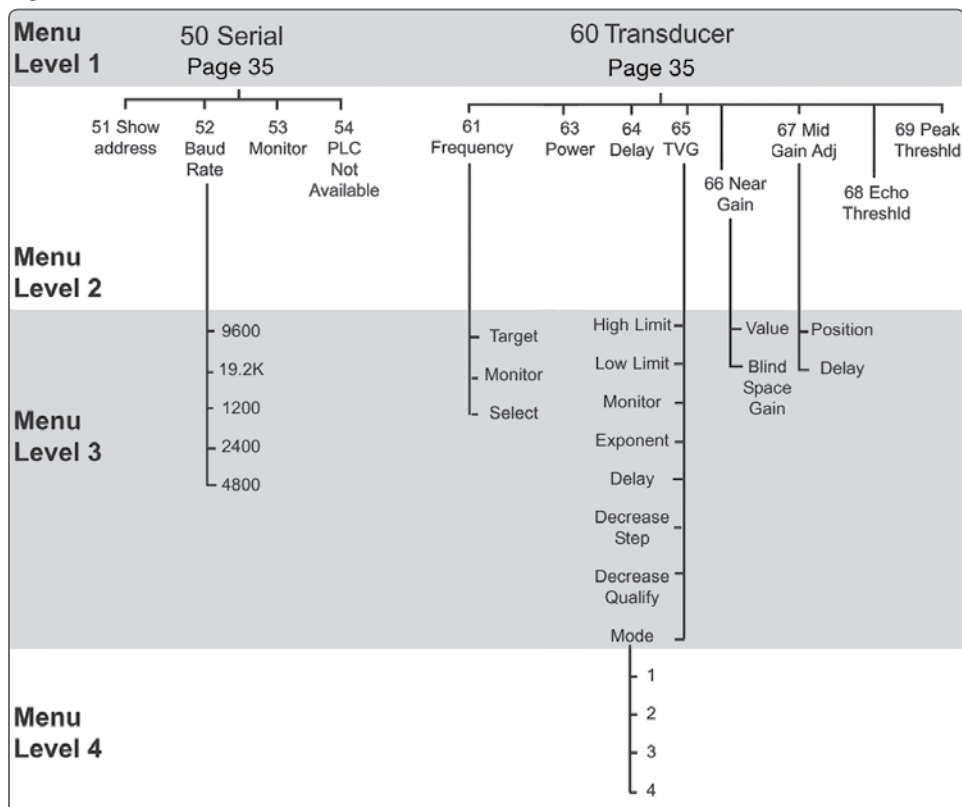 Menu
Level 1
50 Serial
Page 35
60 Transducer
Page 35
51 Show
address
52
Baud
Rate
53
Monitor
54
PLC
Not
Available
61
Frequency
63
Power
64
Delay
65
TVG
66 Near
Gain
67 Mid
Gain Adj
68 Echo
Threshld
69 Peak
Threshld
Menu
Level 2
Menu
Level 3
9600
19.2K
1200
2400
4800
Target
Monitor
Select
High Limit
Low Limit
Monitor
Exponent
Delay
Decrease
Step
Decrease
Qualify
Mode
Value
Blind
Space
Gain
Position
Delay
Menu
Level 4
1
2
3
4